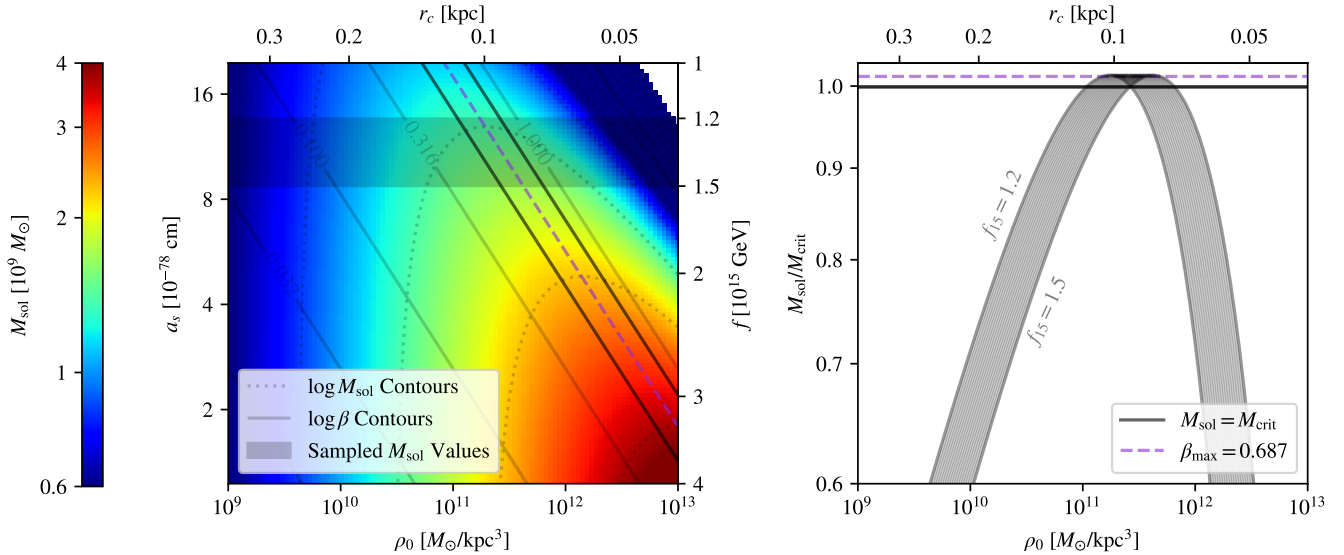 r_c [kpc]
0.3 0.2 0.1 0.05
4
3
2
1
0.6
M_sol [10^9 M_⊙]
16
8
4
2
a_s [10^−78 cm]
0.100
0.316
1.000
1
1.2
1.5
2
3
4
f [10^15 GeV]
log M_sol Contours
log β Contours
Sampled M_sol Values
10^9 10^10 10^11 10^12 10^13
ρ_0 [M_⊙/kpc^3]
r_c [kpc]
0.3 0.2 0.1 0.05
1.0
0.9
0.8
0.7
0.6
M_sol/M_crit
f_15 = 1.2
f_15 = 1.5
M_sol = M_crit
β_max = 0.687
10^9 10^10 10^11 10^12 10^13
ρ_0 [M_⊙/kpc^3]